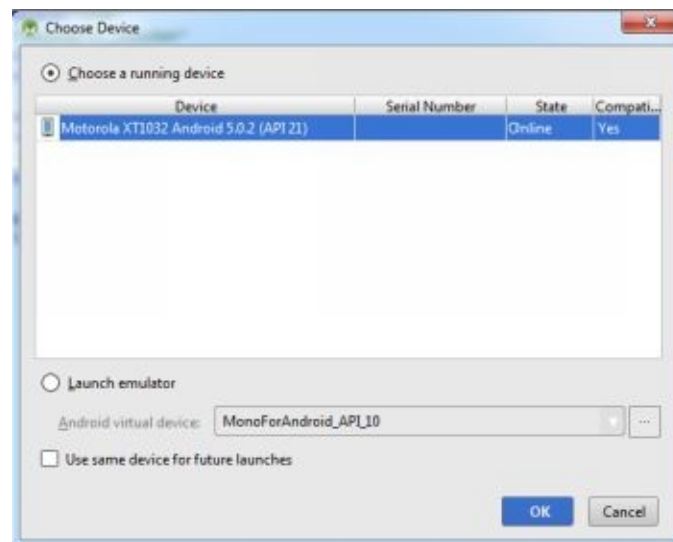 Choose Device
Choose a running device
Device Serial Number State Compati...
Motorola XT1032 Android 5.0.2 (API 21) Online Yes
Launch emulator
Android virtual device: MonoForAndroid_API_10 ...
Use same device for future launches
OK Cancel